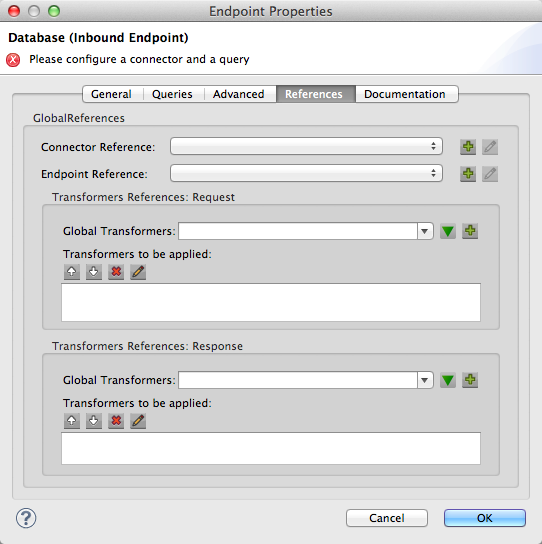 Endpoint Properties
Database (Inbound Endpoint)
Please configure a connector and a query
General Queries Advanced References Documentation
GlobalReferences
Connector Reference:
Endpoint Reference:
Transformers References: Request
Global Transformers:
Transformers to be applied:
Transformers References: Response
Global Transformers:
Transformers to be applied:
? Cancel OK